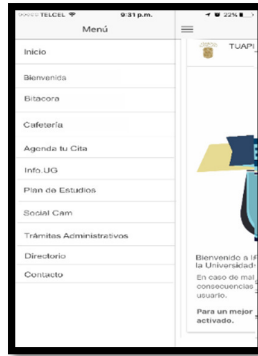 TELCEL 9:31 p.m. 22%
Menú
TUAPI
Inicio
Bienvenida
Bitacora
Cafetería
Agenda tu Cita
Info.UG
Plan de Estudios
Social Cam
Trámites Administrativos
Directorio
Contacto
Bienvenido a
la Universidad
En caso de mal
consecuencias
usuario.
Para un mejor
activado.